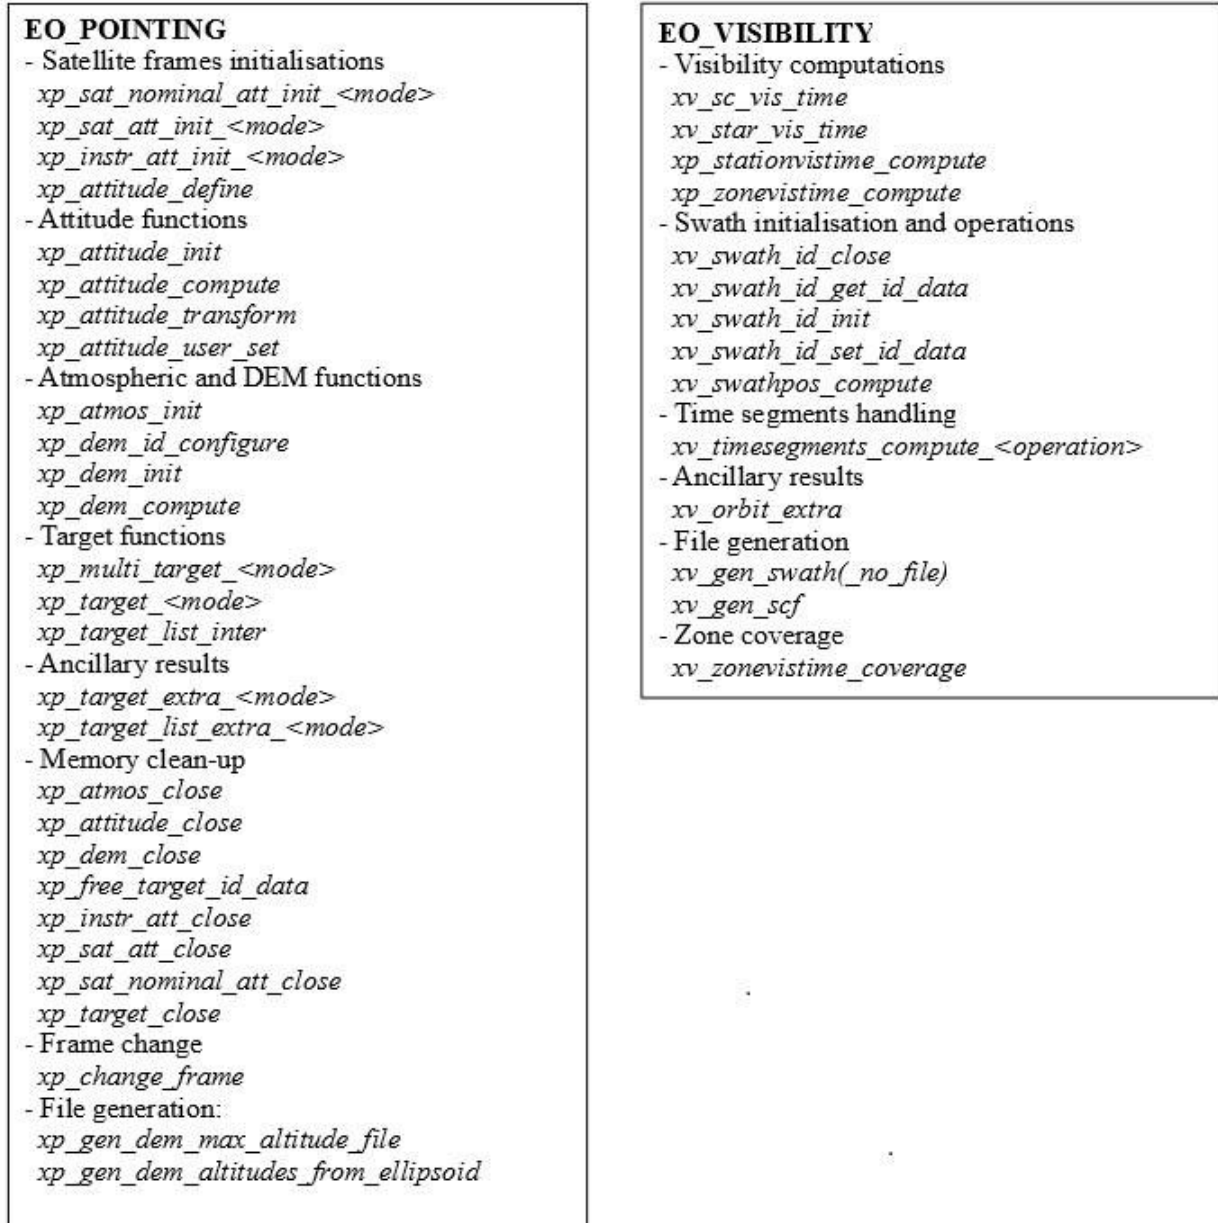 EO_POINTING
- Satellite frames initialisations
xp_sat_nominal_att_init_<mode>
xp_sat_att_init_<mode>
xp_instr_att_init_<mode>
xp_attitude_define
- Attitude functions
xp_attitude_init
xp_attitude_compute
xp_attitude_transform
xp_attitude_user_set
- Atmospheric and DEM functions
xp_atmos_init
xp_dem_id_configure
xp_dem_init
xp_dem_compute
- Target functions
xp_multi_target_<mode>
xp_target_<mode>
xp_target_list_inter
- Ancillary results
xp_target_extra_<mode>
xp_target_list_extra_<mode>
- Memory clean-up
xp_atmos_close
xp_attitude_close
xp_dem_close
xp_free_target_id_data
xp_instr_att_close
xp_sat_att_close
xp_sat_nominal_att_close
xp_target_close
- Frame change
xp_change_frame
- File generation:
xp_gen_dem_max_altitude_file
xp_gen_dem_altitudes_from_ellipsoid
EO_VISIBILITY
- Visibility computations
xv_sc_vis_time
xv_star_vis_time
xp_stationvistime_compute
xp_zonevistime_compute
- Swath initialisation and operations
xv_swath_id_close
xv_swath_id_get_id_data
xv_swath_id_init
xv_swath_id_set_id_data
xv_swathpos_compute
- Time segments handling
xv_timesegments_compute_<operation>
- Ancillary results
xv_orbit_extra
- File generation
xv_gen_swath(_no_file)
xv_gen_scf
- Zone coverage
xv_zonevistime_coverage